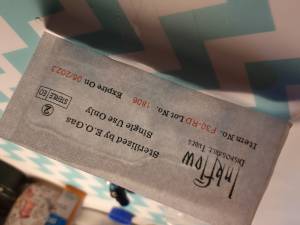 InkFlow
Disposable Tubes
Item No. F30-RD Lot No. 1806 Expire On 06/2023
Sterilized by E.O.Gas
Single Use Only
2
STERILE EO